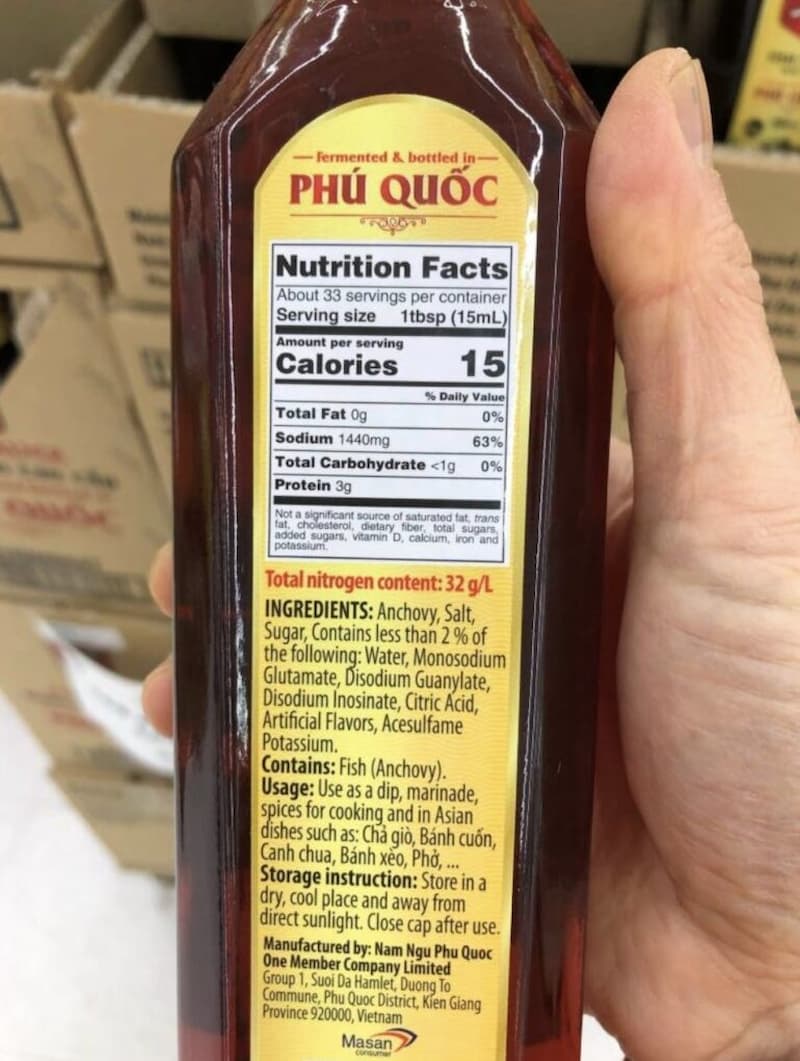 Fermented & bottled in
PHÚ QUỐC
Nutrition Facts
About 33 servings per container
Serving size 1tbsp (15mL)
Amount per serving
Calories 15
% Daily Value
Total Fat 0g 0%
Sodium 1440mg 63%
Total Carbohydrate <1g 0%
Protein 3g
Not a significant source of saturated fat, trans
fat, cholesterol, dietary fiber, total sugars,
added sugars, vitamin D, calcium, iron and
potassium.
Total nitrogen content: 32 g/L
INGREDIENTS: Anchovy, Salt,
Sugar, Contains less than 2 % of
the following: Water, Monosodium
Glutamate, Disodium Guanylate,
Disodium Inosinate, Citric Acid,
Artificial Flavors, Acesulfame
Potassium.
Contains: Fish (Anchovy).
Usage: Use as a dip, marinade,
spices for cooking and in Asian
dishes such as: Chả giò, Bánh cuốn,
Canh chua, Bánh xèo, Phở, ...
Storage instruction: Store in a
dry, cool place and away from
direct sunlight. Close cap after use.
Manufactured by: Nam Ngu Phu Quoc
One Member Company Limited
Group 1, Suoi Da Hamlet, Duong To
Commune, Phu Quoc District, Kien Giang
Province 920000, Vietnam
Masan
consumer